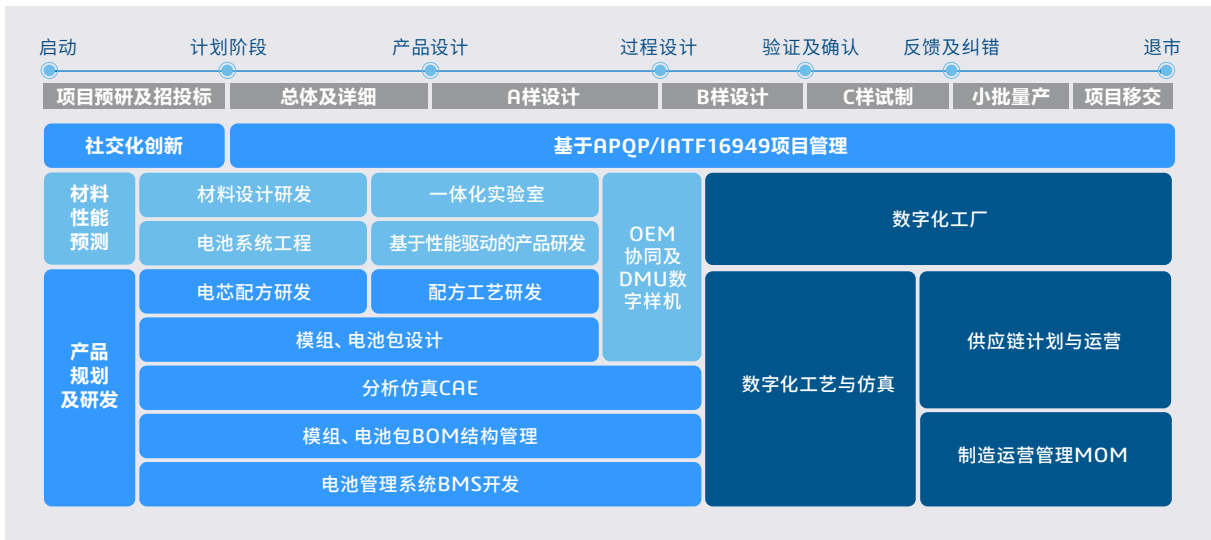 启动
计划阶段
产品设计
过程设计
验证及确认
反馈及纠错
退市
项目预研及招投标
总体及详细
A样设计
B样设计
C样试制
小批量产
项目移交
社交化创新
基于APQP/IATF16949项目管理
材料
性能
预测
材料设计研发
一体化实验室
电池系统工程
基于性能驱动的产品研发
OEM
协同及
DMU数
字样机
数字化工厂
产品
规划
及研发
电芯配方研发
配方工艺研发
模组、电池包设计
分析仿真CAE
模组、电池包BOM结构管理
电池管理系统BMS开发
数字化工艺与仿真
供应链计划与运营
制造运营管理MOM